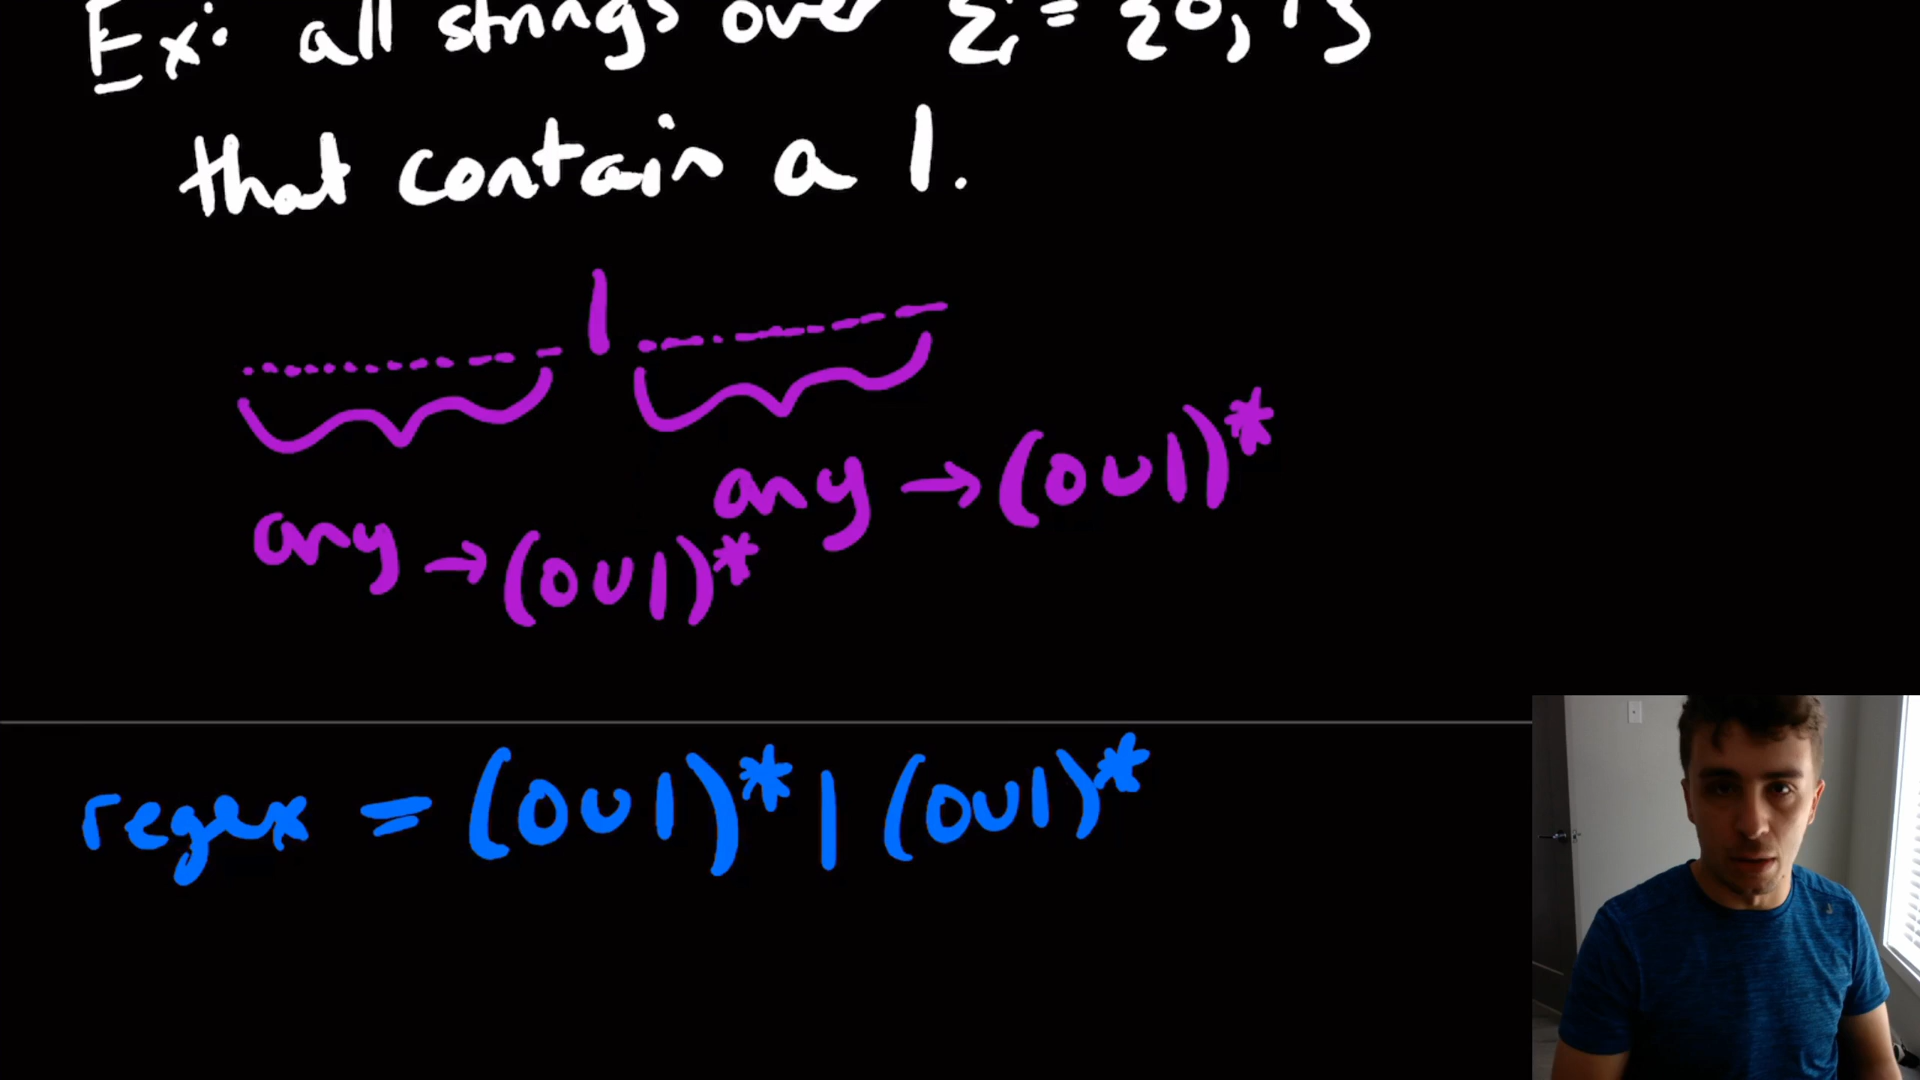 Ex: all strings over Σ₁ = {0, 1}
that contain a 1.
1
any → (0∪1)*
any → (0∪1)*
regex = (0∪1)*1(0∪1)*